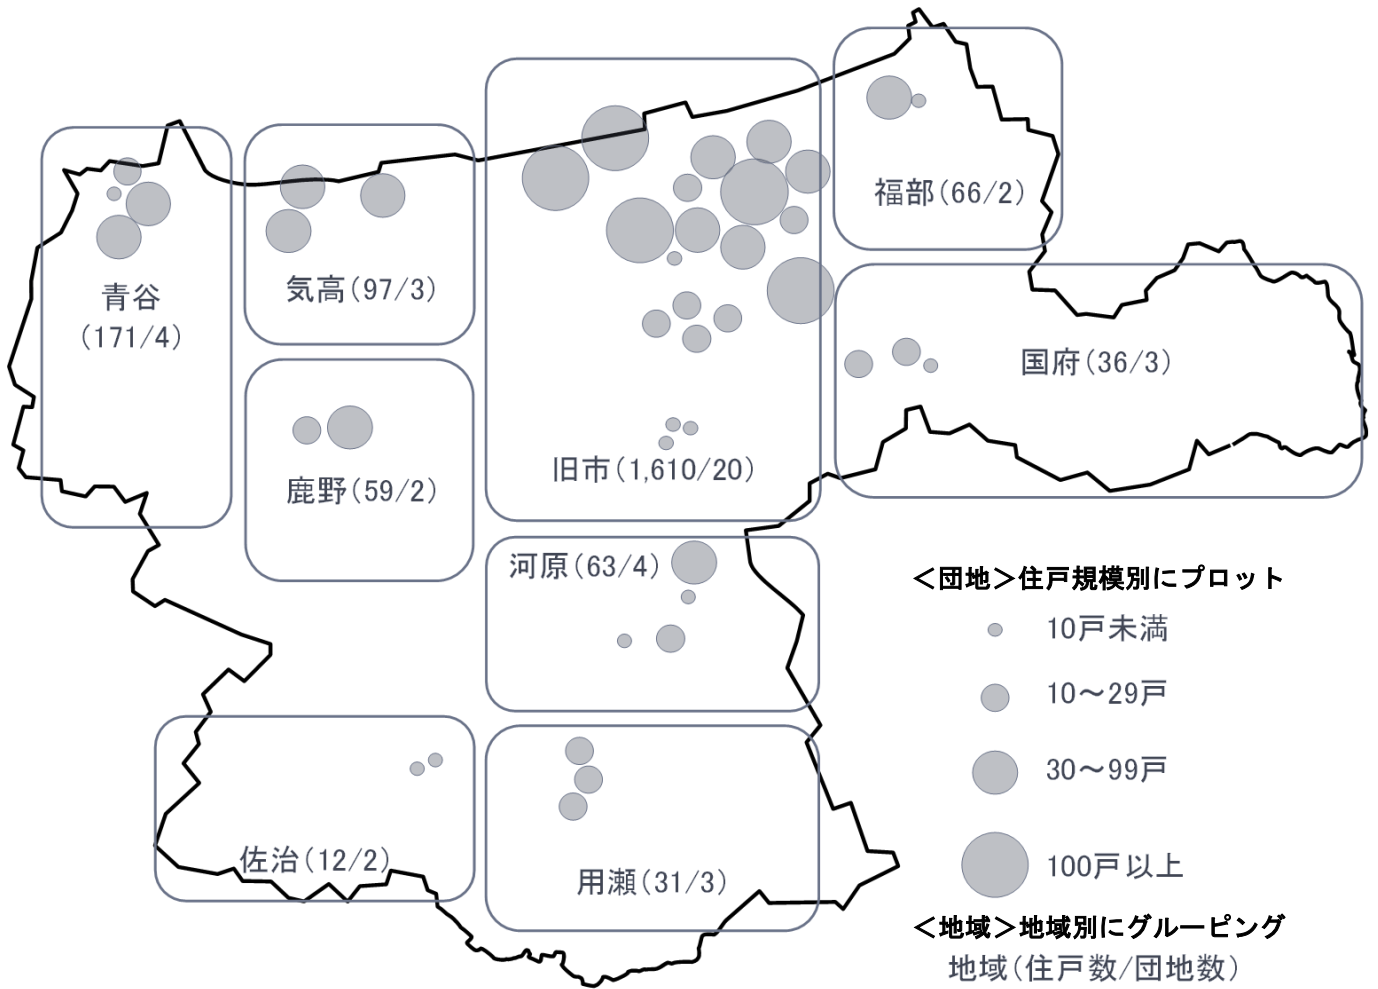 福部(66/2)
青谷
(171/4)
気高(97/3)
国府(36/3)
鹿野(59/2)
旧市(1,610/20)
河原(63/4)
佐治(12/2)
用瀬(31/3)
＜団地＞住戸規模別にプロット
10戸未満
10～29戸
30～99戸
100戸以上
＜地域＞地域別にグルーピング
地域(住戸数/団地数)